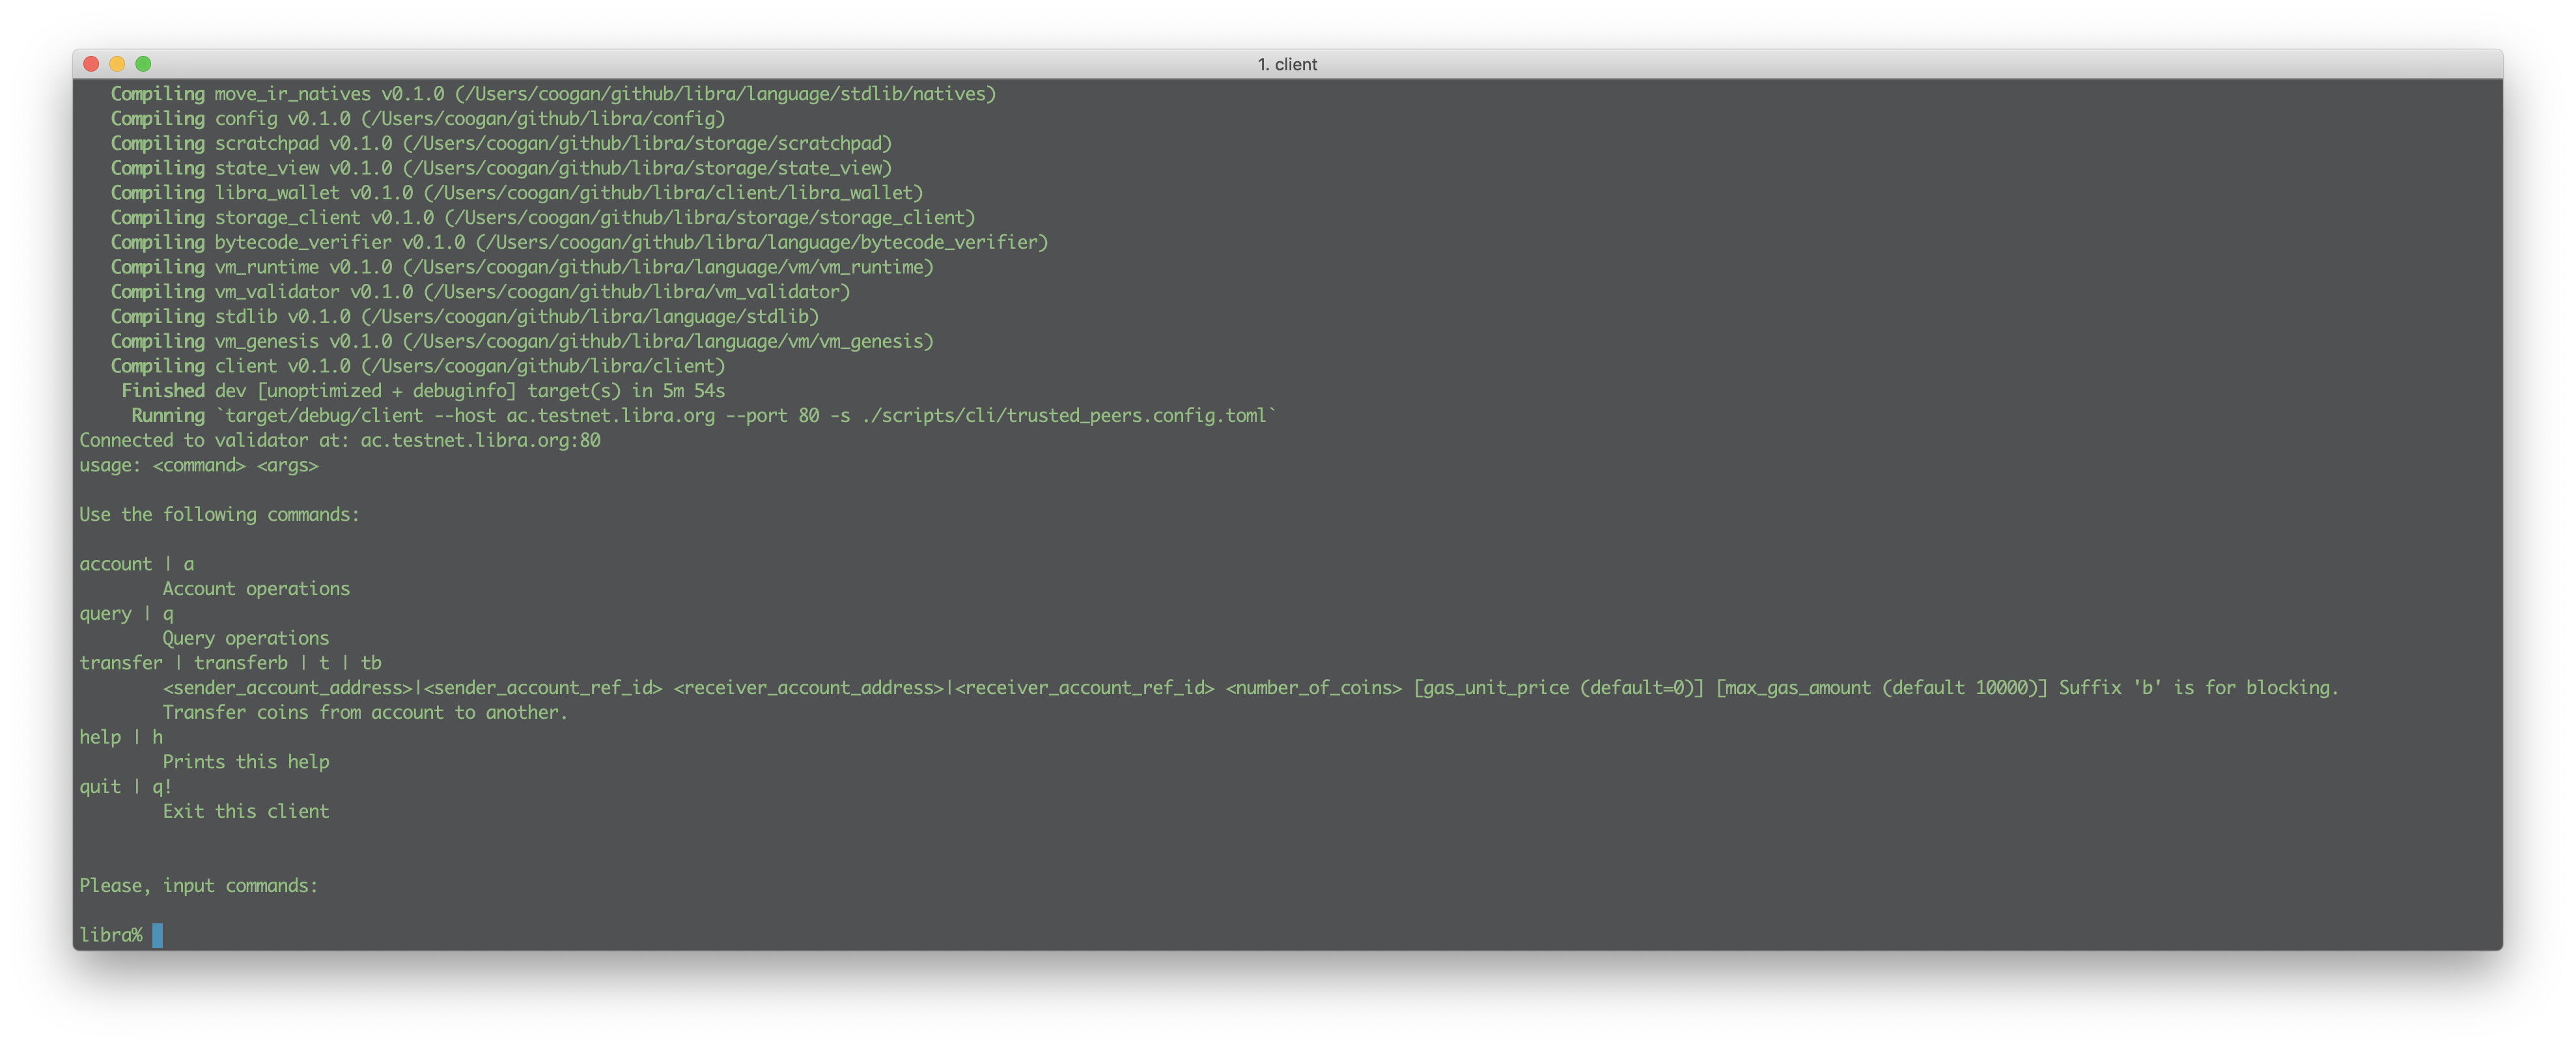 1. client
Compiling move_ir_natives v0.1.0 (/Users/coogan/github/libra/language/stdlib/natives)
Compiling config v0.1.0 (/Users/coogan/github/libra/config)
Compiling scratchpad v0.1.0 (/Users/coogan/github/libra/storage/scratchpad)
Compiling state_view v0.1.0 (/Users/coogan/github/libra/storage/state_view)
Compiling libra_wallet v0.1.0 (/Users/coogan/github/libra/client/libra_wallet)
Compiling storage_client v0.1.0 (/Users/coogan/github/libra/storage/storage_client)
Compiling bytecode_verifier v0.1.0 (/Users/coogan/github/libra/language/bytecode_verifier)
Compiling vm_runtime v0.1.0 (/Users/coogan/github/libra/language/vm/vm_runtime)
Compiling vm_validator v0.1.0 (/Users/coogan/github/libra/vm_validator)
Compiling stdlib v0.1.0 (/Users/coogan/github/libra/language/stdlib)
Compiling vm_genesis v0.1.0 (/Users/coogan/github/libra/language/vm/vm_genesis)
Compiling client v0.1.0 (/Users/coogan/github/libra/client)
Finished dev [unoptimized + debuginfo] target(s) in 5m 54s
Running `target/debug/client --host ac.testnet.libra.org --port 80 -s ./scripts/cli/trusted_peers.config.toml`
Connected to validator at: ac.testnet.libra.org:80
usage: <command> <args>
Use the following commands:
account | a
Account operations
query | q
Query operations
transfer | transferb | t | tb
<sender_account_address>|<sender_account_ref_id> <receiver_account_address>|<receiver_account_ref_id> <number_of_coins> [gas_unit_price (default=0)] [max_gas_amount (default 10000)] Suffix 'b' is for blocking.
Transfer coins from account to another.
help | h
Prints this help
quit | q!
Exit this client
Please, input commands:
libra%